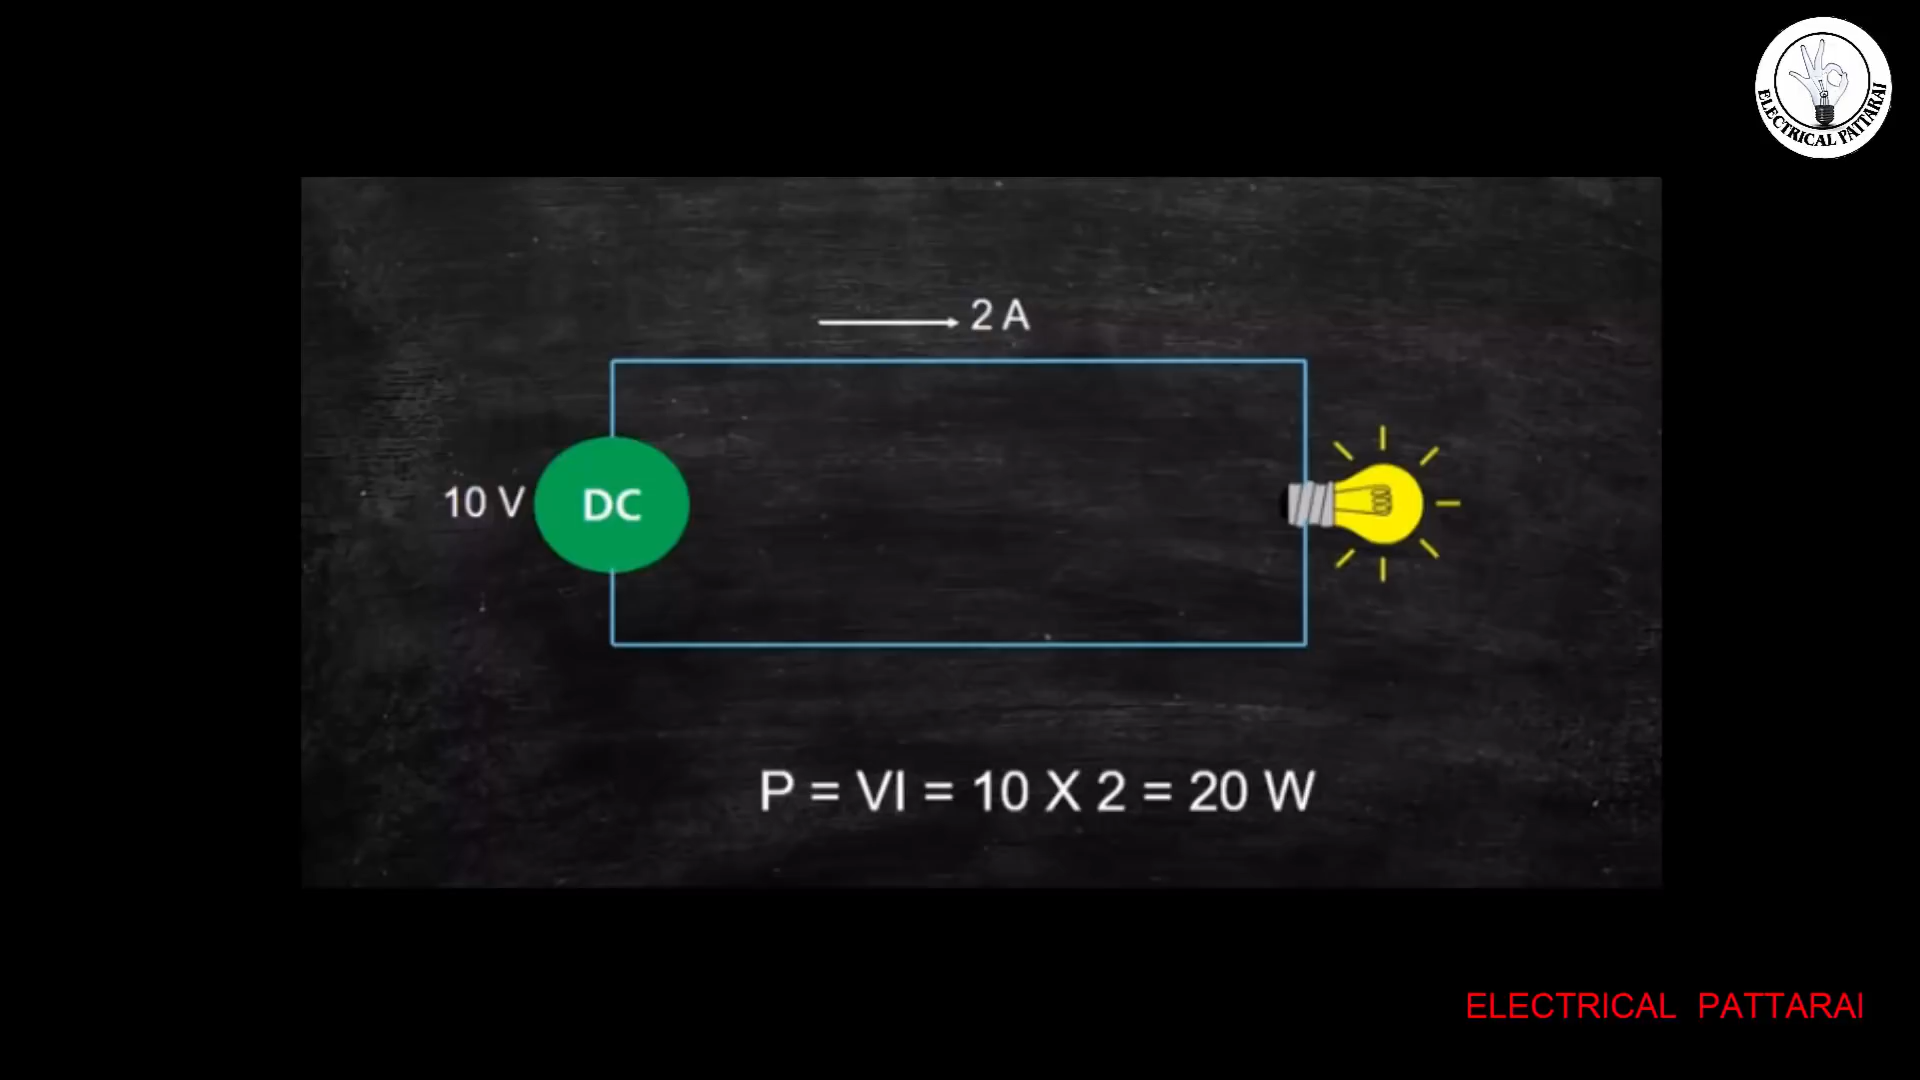 ELECTRICAL PATTARAI
2 A
10 V
DC
P = VI = 10 X 2 = 20 W
ELECTRICAL PATTARAI